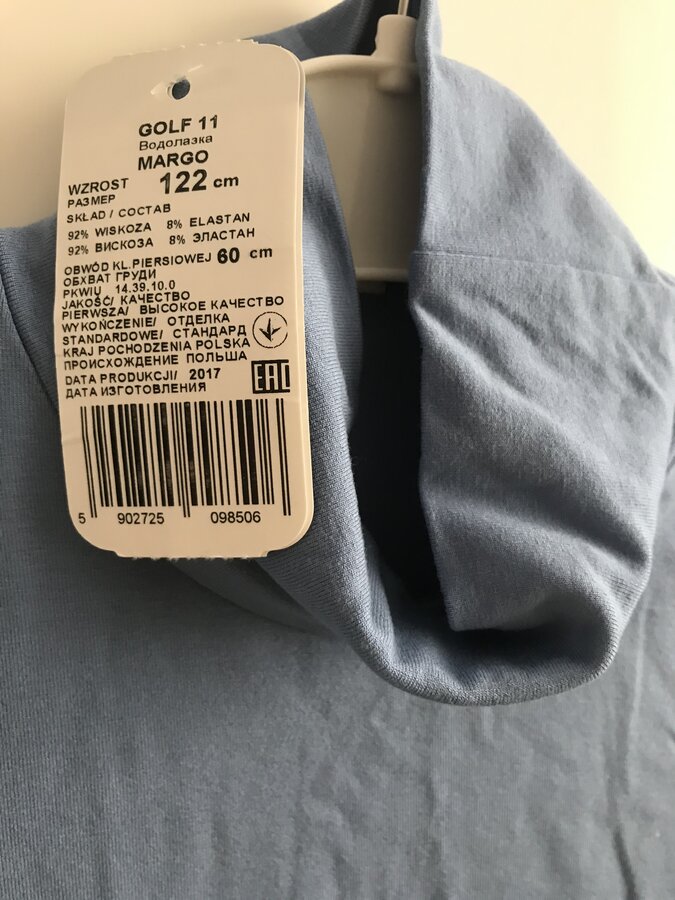 GOLF 11
Водолазка
MARGO
WZROST 122 cm
РАЗМЕР
SKŁAD / СОСТАВ
92% WISKOZA 8% ELASTAN
92% ВИСКОЗА 8% ЭЛАСТАН
OBWÓD KL.PIERSIOWEJ 60 cm
ОБХВАТ ГРУДИ
PKWIU 14.39.10.0
JAKOŚĆ/ КАЧЕСТВО
PIERWSZA/ ВЫСОКОЕ КАЧЕСТВО
WYKOŃCZENIE/ ОТДЕЛКА
STANDARDOWE/ СТАНДАРД
KRAJ POCHODZENIA POLSKA
ПРОИСХОЖДЕНИЕ ПОЛЬША
DATA PRODUKCJI/ 2017
ДАТА ИЗГОТОВЛЕНИЯ
EAC
5 902725 098506